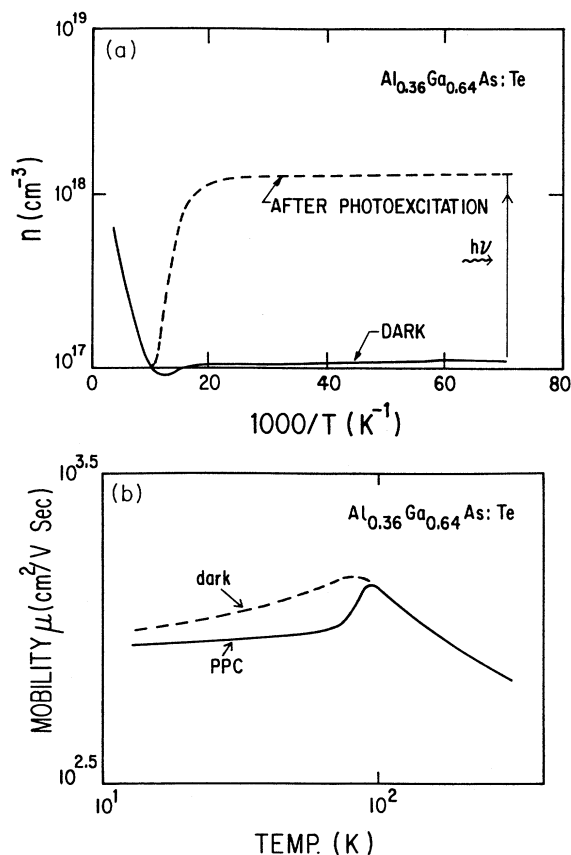 10^19
(a)
Al0.36Ga0.64As:Te
n (cm^-3)
10^18
AFTER PHOTOEXCITATION
hν
DARK
10^17
0 20 40 60 80
1000/T (K^-1)
10^3.5
(b)
Al0.36Ga0.64As:Te
MOBILITY μ(cm^2/V Sec)
dark
PPC
10^2.5
10^1 10^2
TEMP. (K)